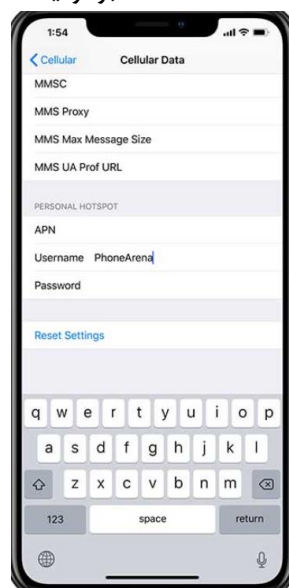 1:54
Cellular
Cellular Data
MMSC
MMS Proxy
MMS Max Message Size
MMS UA Prof URL
PERSONAL HOTSPOT
APN
Username PhoneArena
Password
Reset Settings
q w e r t y u i o p
a s d f g h j k l
z x c v b n m
123 space return